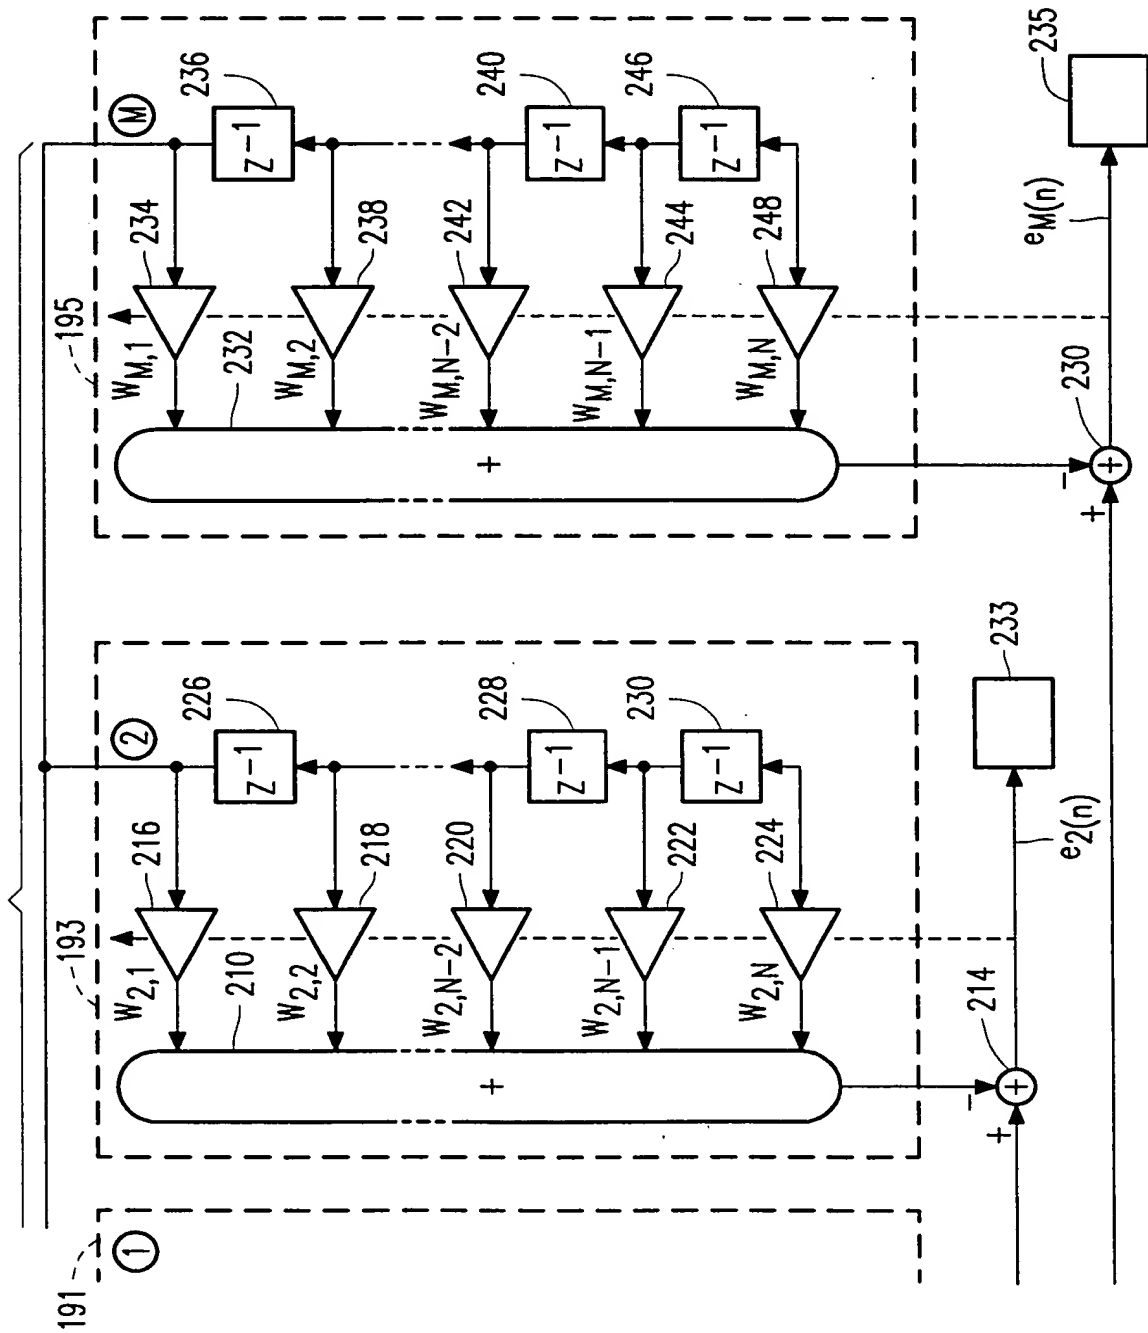 191
1
193
W2,1
216
2
226
210
W2,2
218
Z−1
W2,N−2
220
228
+
Z−1
W2,N−1
222
230
Z−1
W2,N
224
−
+
+
214
e2(n)
233
195
WM,1
234
M
236
232
WM,2
238
Z−1
WM,N−2
242
240
+
Z−1
WM,N−1
244
246
Z−1
WM,N
248
−
+
+
230
eM(n)
235